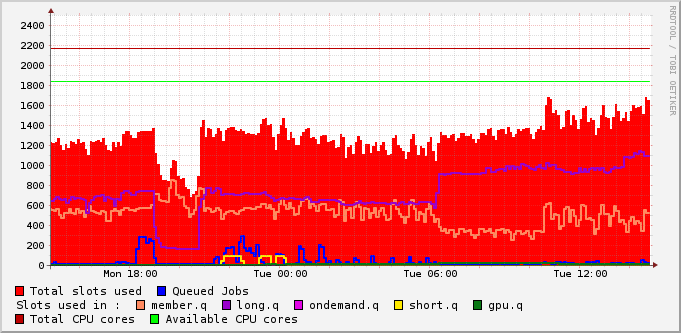 RRDTOOL / TOBI OETIKER
2400
2200
2000
1800
1600
1400
1200
1000
800
600
400
200
0
Mon 18:00 Tue 00:00 Tue 06:00 Tue 12:00
Total slots used Queued Jobs
Slots used in : member.q long.q ondemand.q short.q gpu.q
Total CPU cores Available CPU cores